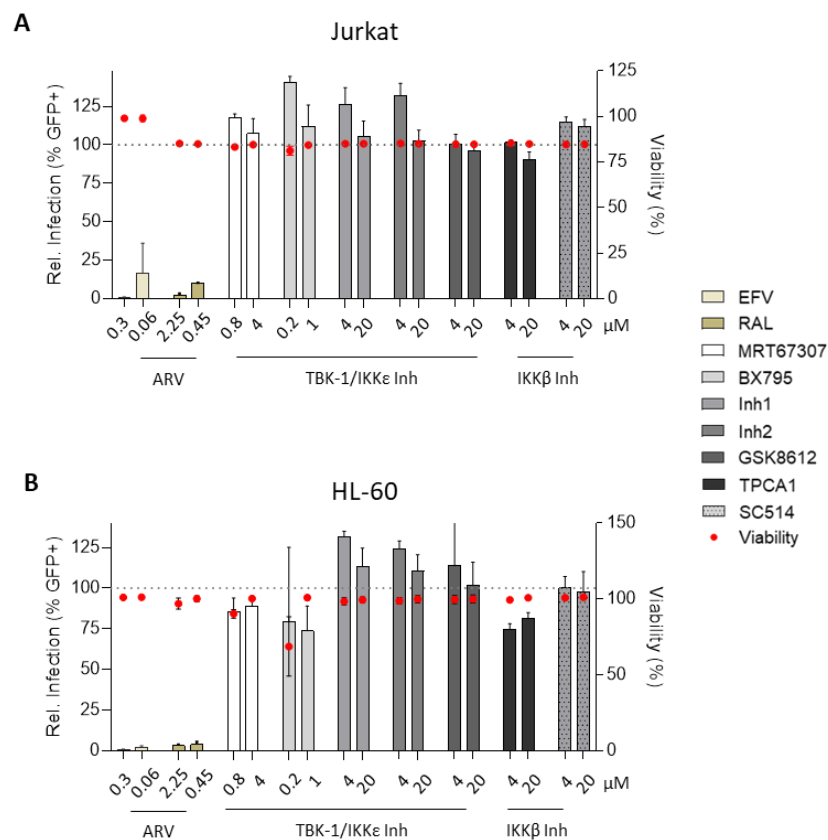 A
Jurkat
Rel. Infection (% GFP+)
125
100
75
50
25
0
125
100
75
50
25
0
Viability (%)
0.3 0.06 2.25 0.45 0.8 4 0.2 1 4 20 4 20 4 20 4 20 4 20 μM
ARV TBK-1/IKKε Inh IKKβ Inh
EFV
RAL
MRT67307
BX795
Inh1
Inh2
GSK8612
TPCA1
SC514
Viability
B
HL-60
Rel. Infection (% GFP+)
125
100
75
50
25
0
150
100
50
0
Viability (%)
0.3 0.06 2.25 0.45 0.8 4 0.2 1 4 20 4 20 4 20 4 20 4 20 μM
ARV TBK-1/IKKε Inh IKKβ Inh